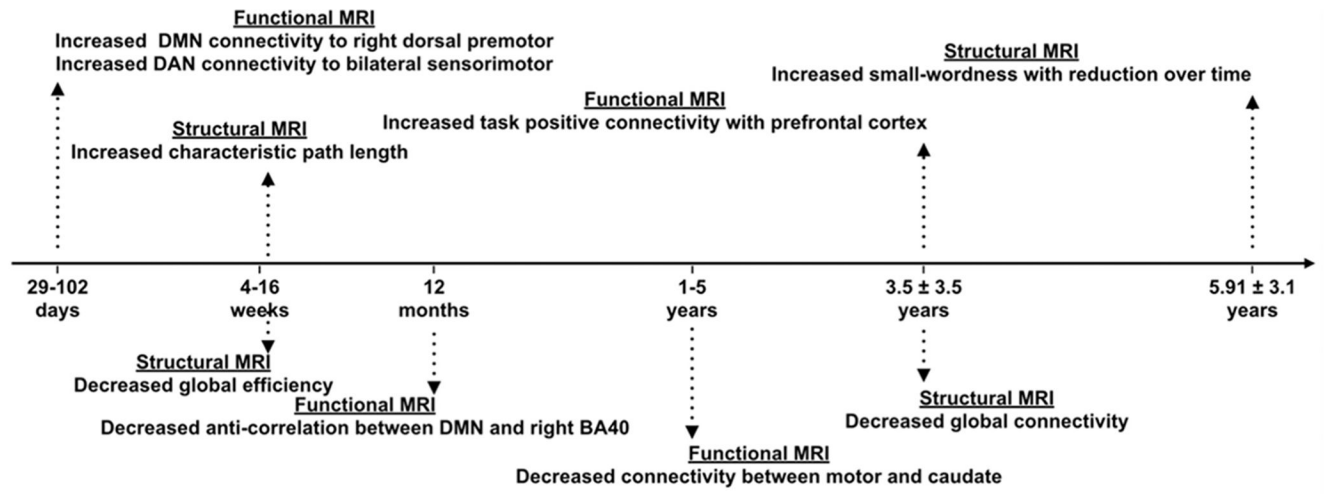 Functional MRI
Increased DMN connectivity to right dorsal premotor
Increased DAN connectivity to bilateral sensorimotor
Structural MRI
Increased small-wordness with reduction over time
Functional MRI
Increased task positive connectivity with prefrontal cortex
Structural MRI
Increased characteristic path length
29-102
days
4-16
weeks
12
months
1-5
years
3.5 ± 3.5
years
5.91 ± 3.1
years
Structural MRI
Decreased global efficiency
Functional MRI
Decreased anti-correlation between DMN and right BA40
Structural MRI
Decreased global connectivity
Functional MRI
Decreased connectivity between motor and caudate